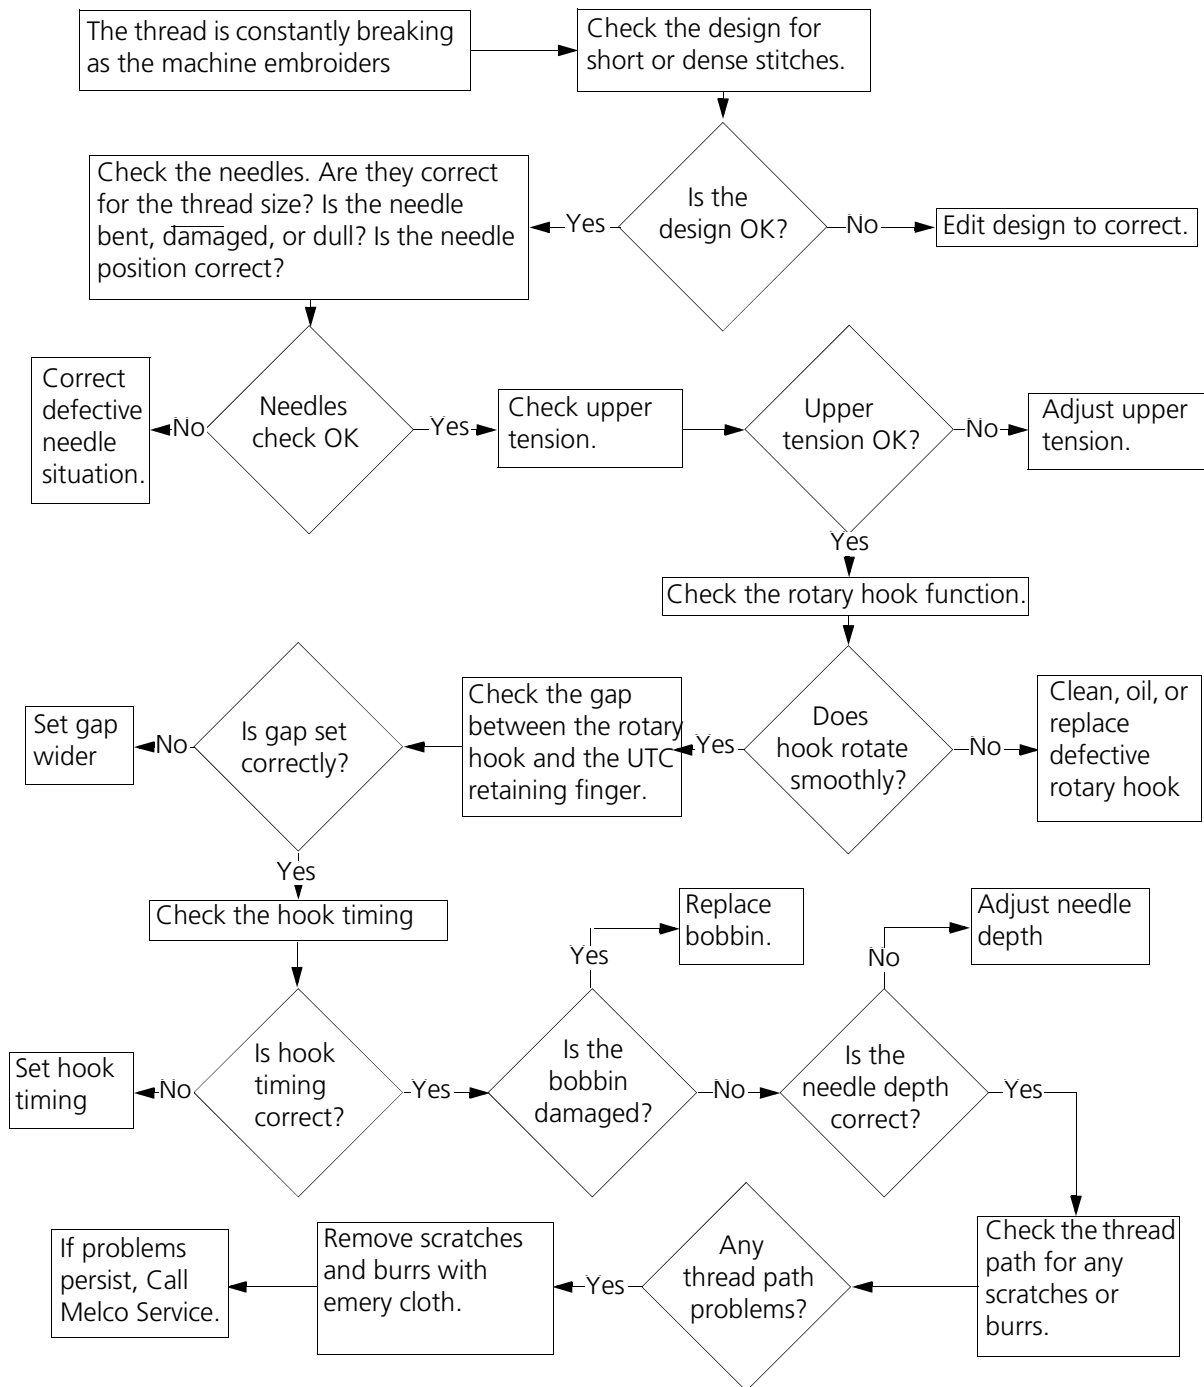 The thread is constantly breaking
as the machine embroiders
Check the design for
short or dense stitches.
Is the
design OK?
Yes
No
Edit design to correct.
Check the needles. Are they correct
for the thread size? Is the needle
bent, damaged, or dull? Is the needle
position correct?
Needles
check OK
No
Correct
defective
needle
situation.
Yes
Check upper
tension.
Upper
tension OK?
No
Adjust upper
tension.
Yes
Check the rotary hook function.
Does
hook rotate
smoothly?
No
Clean, oil, or
replace
defective
rotary hook
Yes
Check the gap
between the rotary
hook and the UTC
retaining finger.
Is gap set
correctly?
No
Set gap
wider
Yes
Check the hook timing
Is hook
timing
correct?
No
Set hook
timing
Yes
Is the
bobbin
damaged?
Yes
Replace
bobbin.
No
Is the
needle depth
correct?
No
Adjust needle
depth
Yes
Check the thread
path for any
scratches or
burrs.
Any
thread path
problems?
Yes
Remove scratches
and burrs with
emery cloth.
If problems
persist, Call
Melco Service.